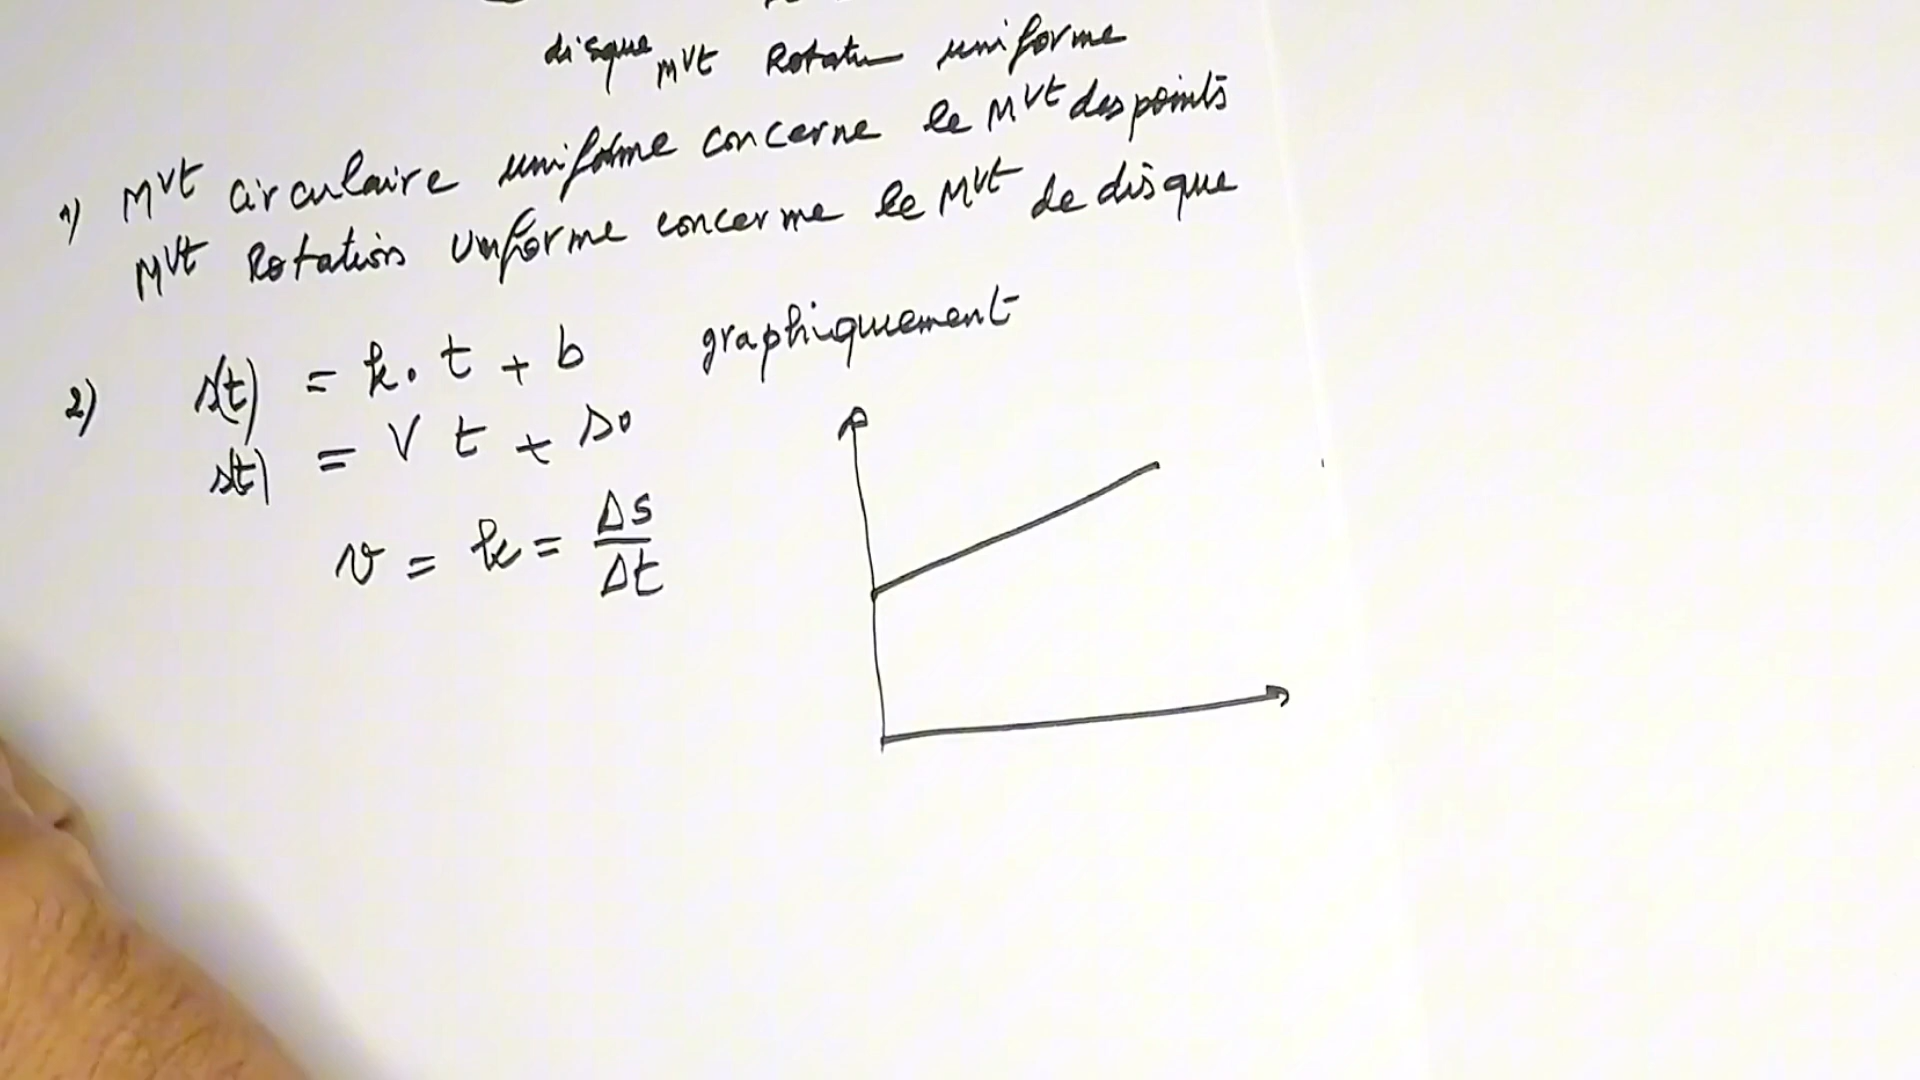 disque Mvt Rotation uniforme
1) Mvt circulaire uniforme concerne le Mvt des points
Mvt Rotation Uniforme concerne le Mvt de disque
2) s(t) = k. t + b graphiquement
s(t) = V t + s0
v = k = Δs/Δt